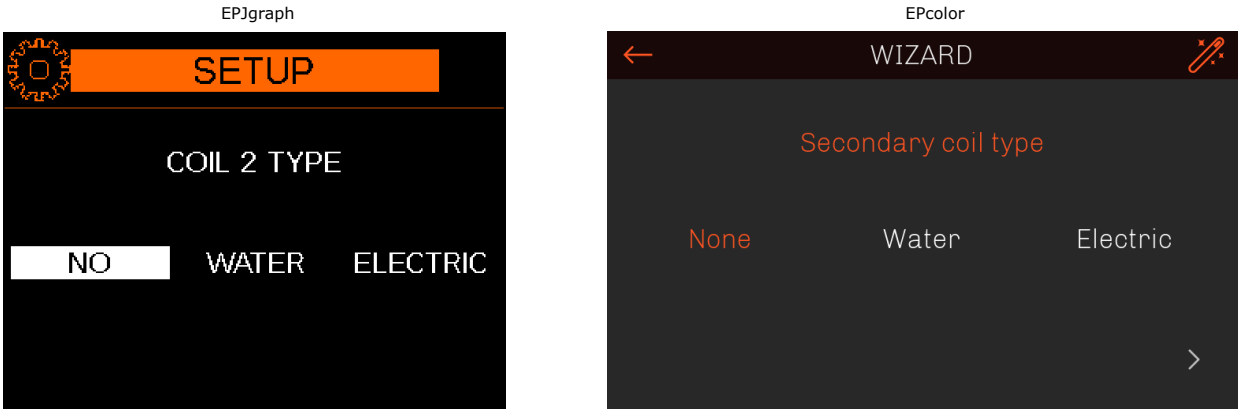 EPJgraph
SETUP
COIL 2 TYPE
NO WATER ELECTRIC
EPcolor
WIZARD
Secondary coil type
None Water Electric